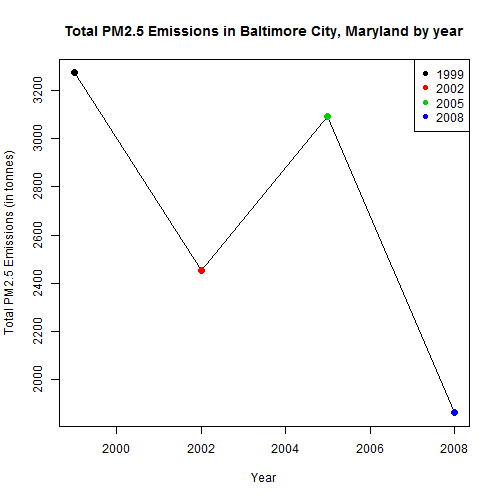 Total PM2.5 Emissions in Baltimore City, Maryland by year
1999
2002
2005
2008
3200
3000
2800
2600
2400
2200
2000
Total PM2.5 Emissions (in tonnes)
2000 2002 2004 2006 2008
Year